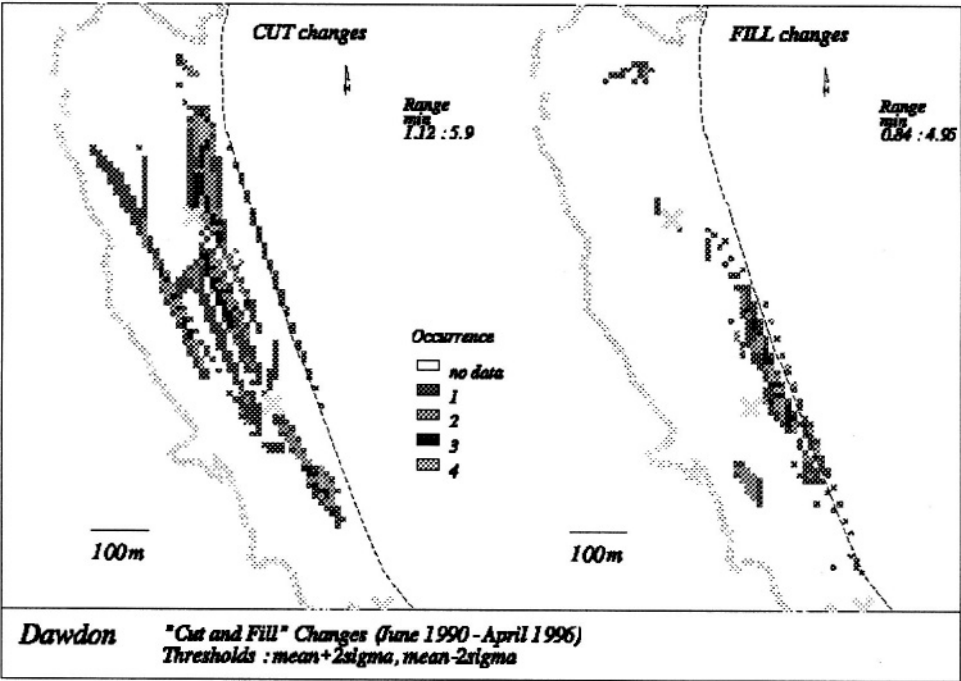 CUT changes
N
Range
min
1.12 : 5.9
FILL changes
N
Range
min
0.84 : 4.95
Occurrence
no data
1
2
3
4
100m
100m
Dawdon
"Cut and Fill" Changes (June 1990 - April 1996)
Thresholds : mean+2sigma, mean-2sigma